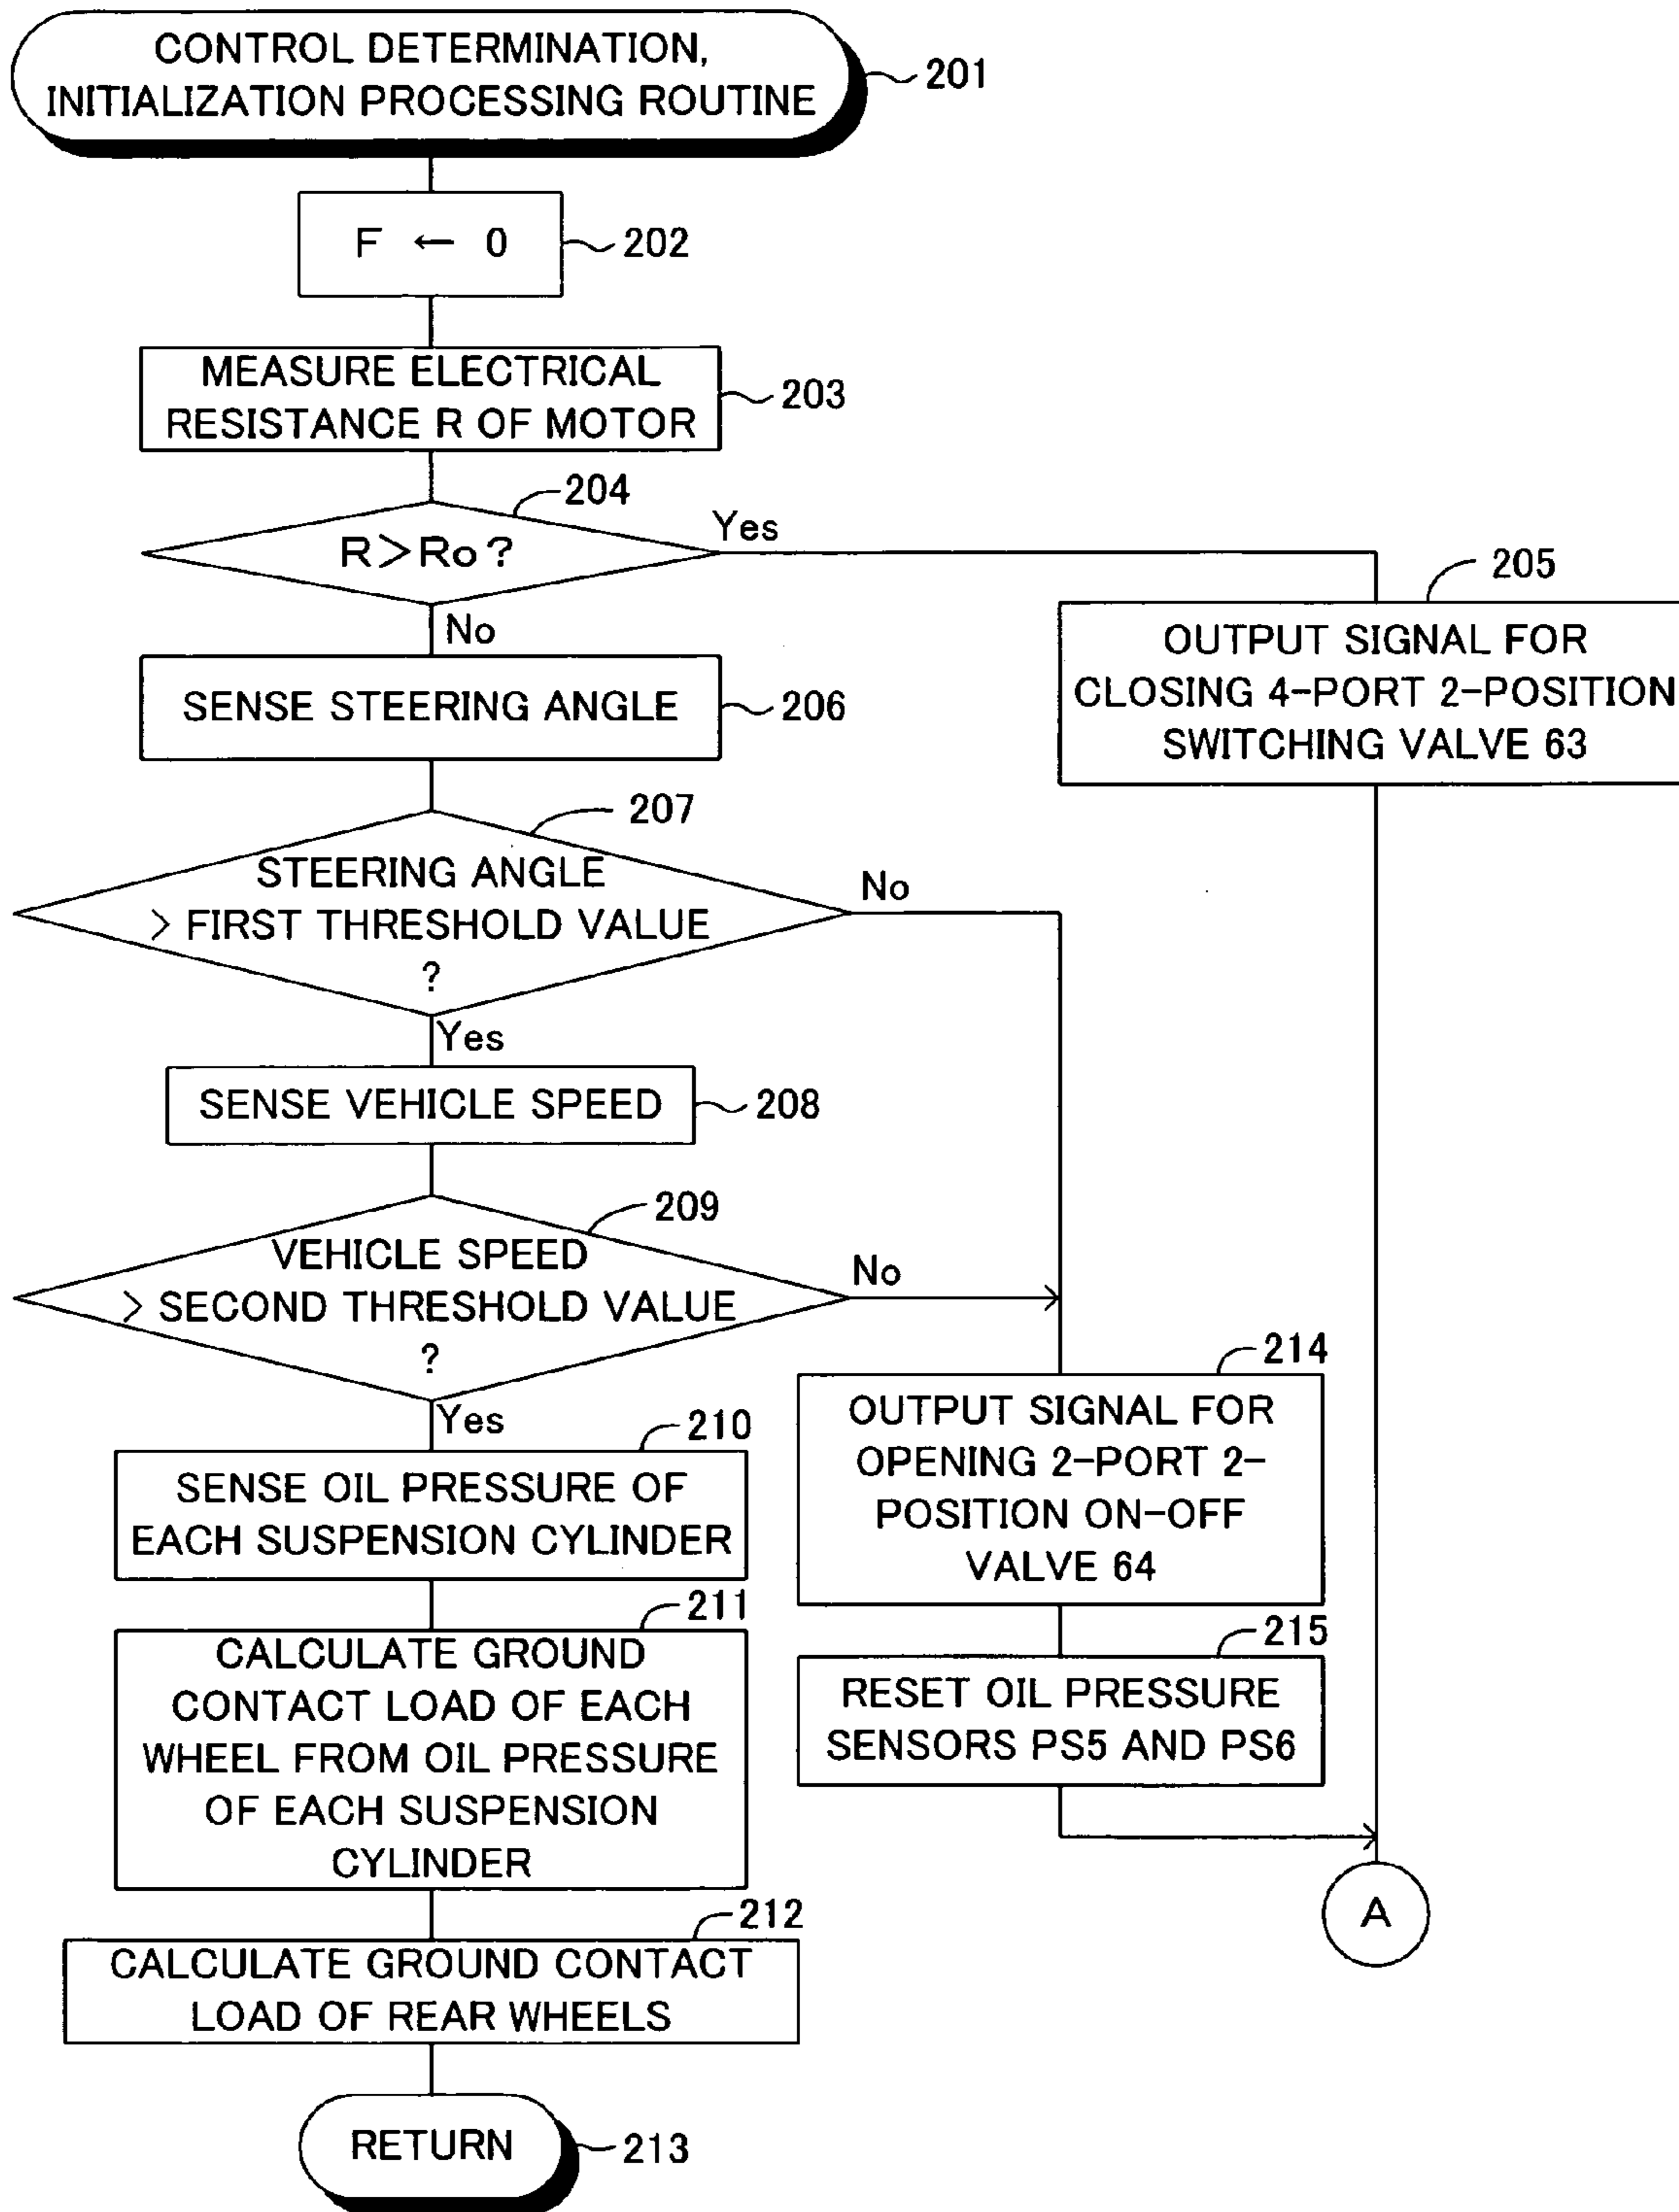 CONTROL DETERMINATION,
INITIALIZATION PROCESSING ROUTINE
201
F ← 0
202
MEASURE ELECTRICAL
RESISTANCE R OF MOTOR
203
204
R>Ro?
Yes
No
205
OUTPUT SIGNAL FOR
CLOSING 4-PORT 2-POSITION
SWITCHING VALVE 63
SENSE STEERING ANGLE
206
207
STEERING ANGLE
> FIRST THRESHOLD VALUE
?
No
Yes
SENSE VEHICLE SPEED
208
209
VEHICLE SPEED
> SECOND THRESHOLD VALUE
?
No
Yes
210
SENSE OIL PRESSURE OF
EACH SUSPENSION CYLINDER
214
OUTPUT SIGNAL FOR
OPENING 2-PORT 2-
POSITION ON-OFF
VALVE 64
211
CALCULATE GROUND
CONTACT LOAD OF EACH
WHEEL FROM OIL PRESSURE
OF EACH SUSPENSION
CYLINDER
215
RESET OIL PRESSURE
SENSORS PS5 AND PS6
A
212
CALCULATE GROUND CONTACT
LOAD OF REAR WHEELS
RETURN
213